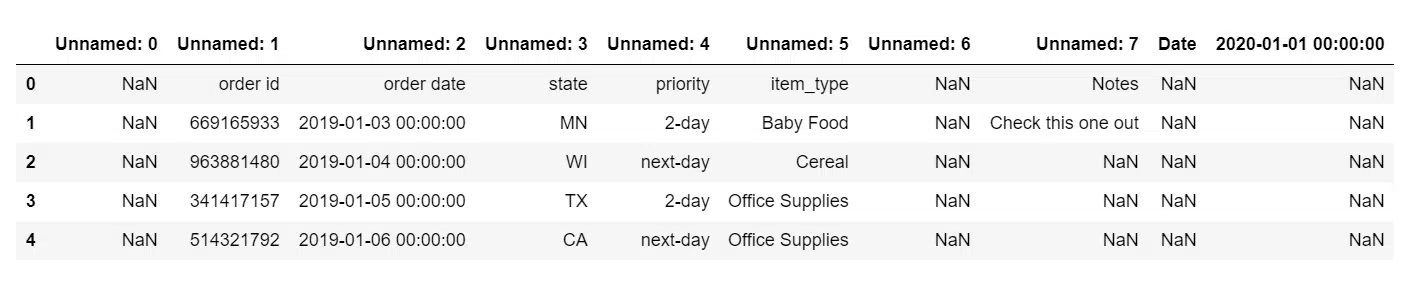 Unnamed: 0 Unnamed: 1 Unnamed: 2 Unnamed: 3 Unnamed: 4 Unnamed: 5 Unnamed: 6 Unnamed: 7 Date 2020-01-01 00:00:00
0 NaN order id order date state priority item_type NaN Notes NaN NaN
1 NaN 669165933 2019-01-03 00:00:00 MN 2-day Baby Food NaN Check this one out NaN NaN
2 NaN 963881480 2019-01-04 00:00:00 WI next-day Cereal NaN NaN NaN NaN
3 NaN 341417157 2019-01-05 00:00:00 TX 2-day Office Supplies NaN NaN NaN NaN
4 NaN 514321792 2019-01-06 00:00:00 CA next-day Office Supplies NaN NaN NaN NaN